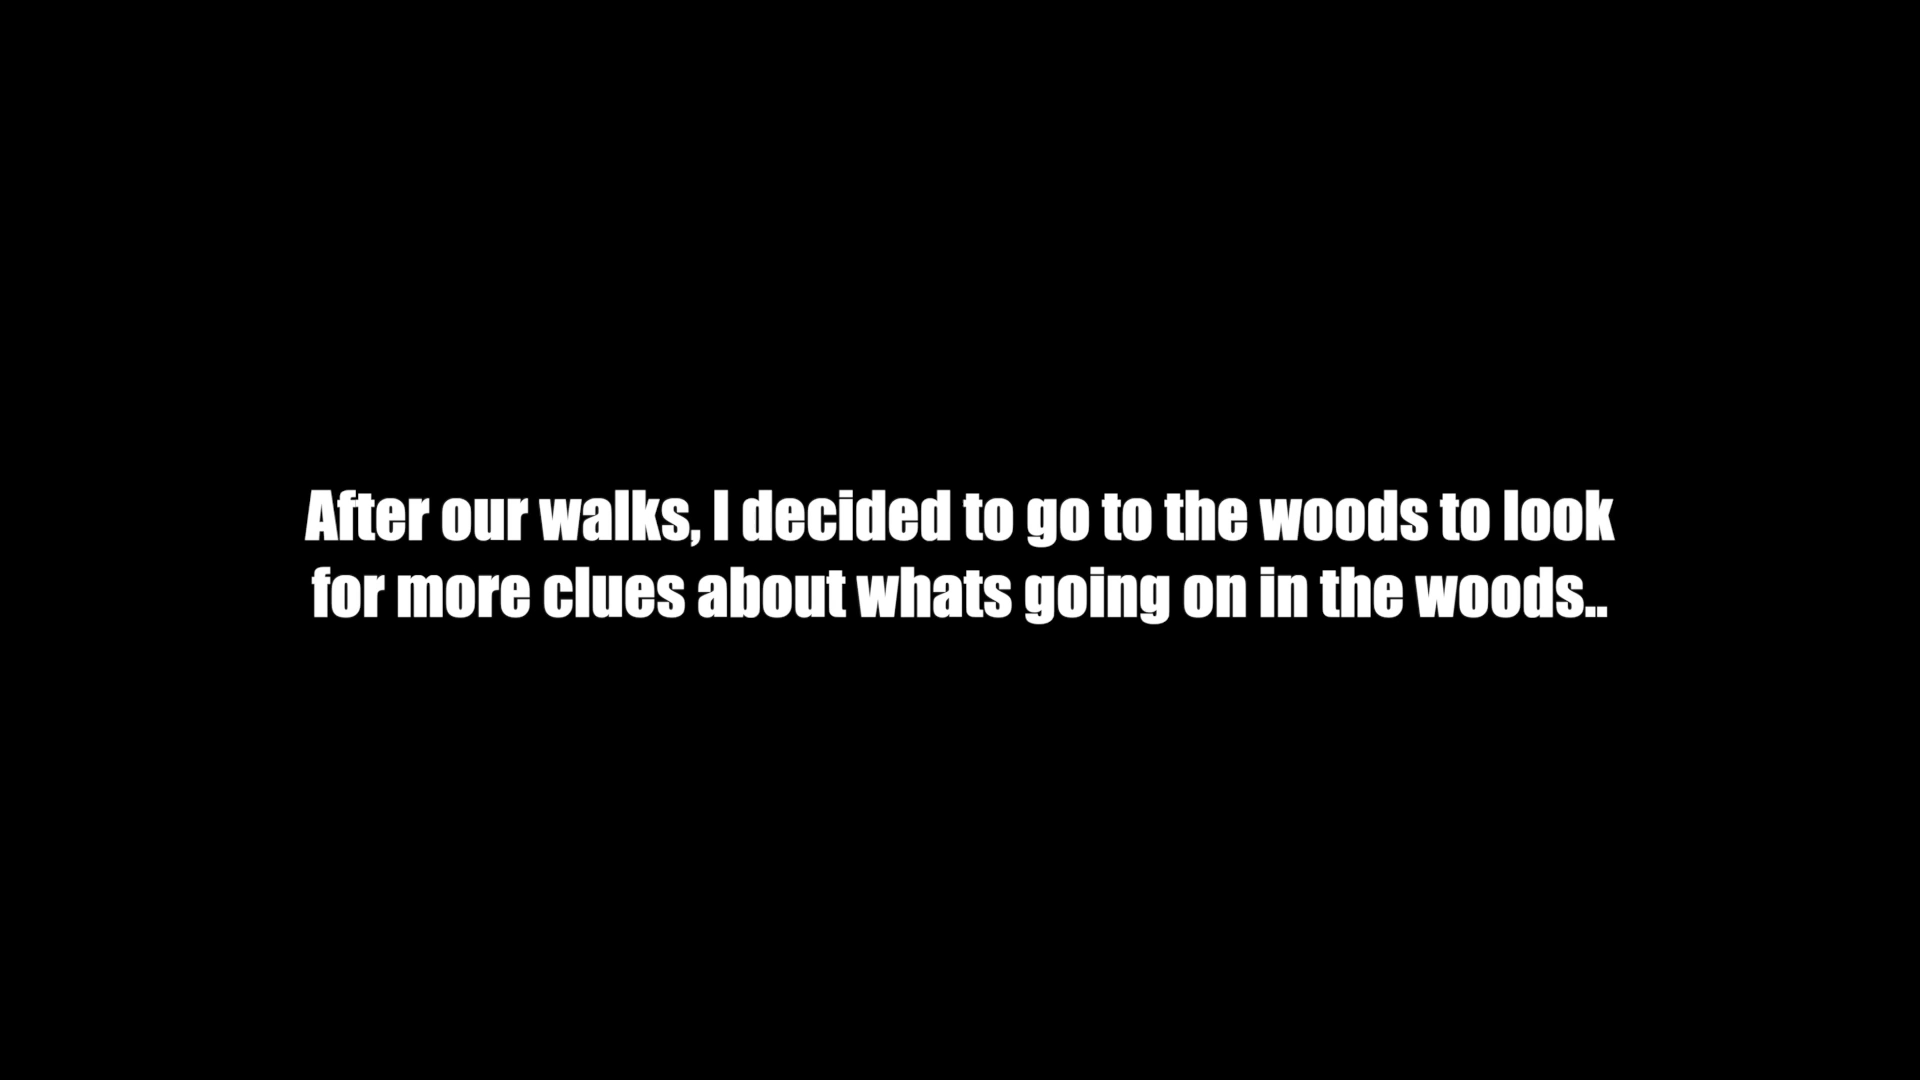 After our walks, I decided to go to the woods to look
for more clues about whats going on in the woods..